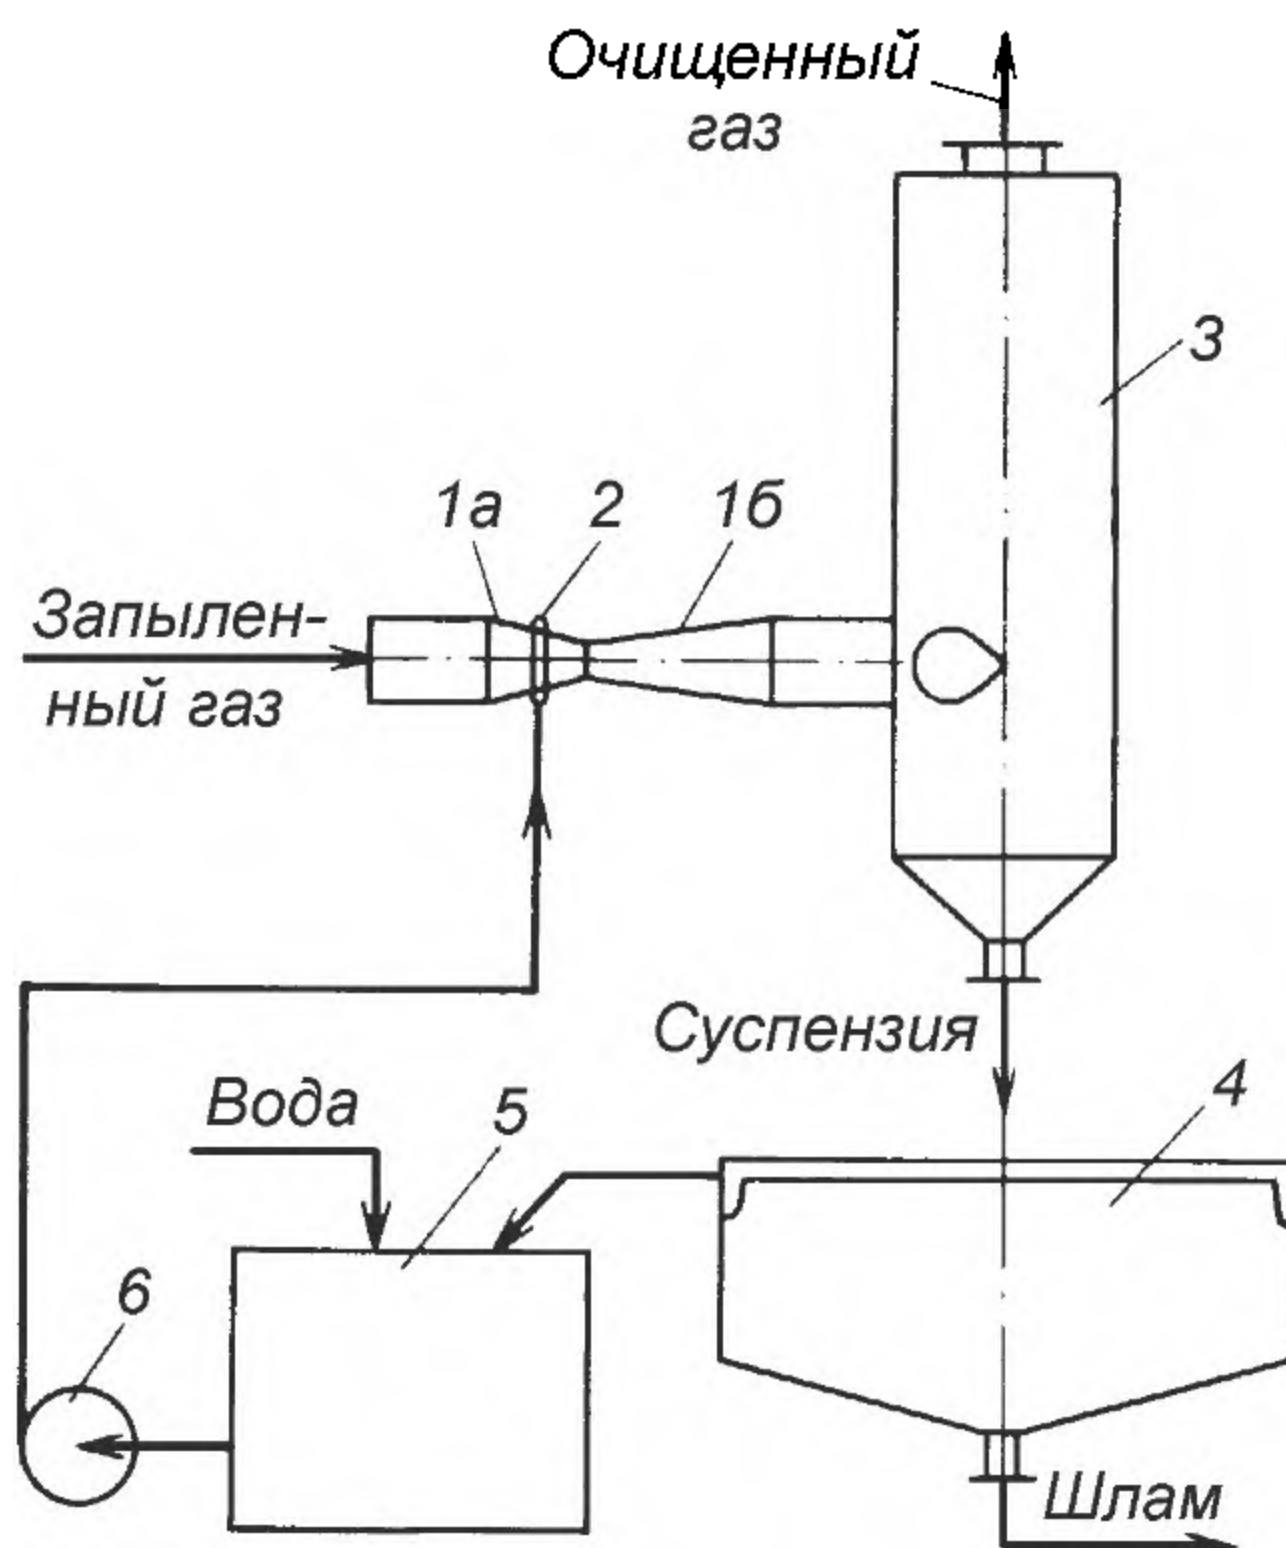 Очищенный
газ
3
1а
2
1б
Запылен-
ный газ
Суспензия
Вода
5
4
6
Шлам